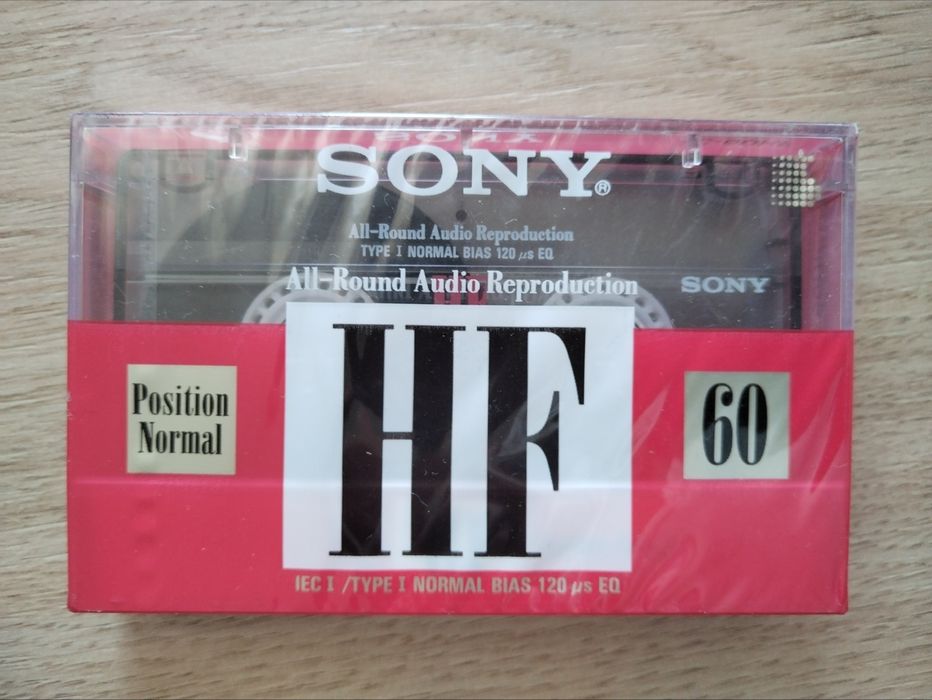 SONY®
All-Round Audio Reproduction
TYPE I NORMAL BIAS 120 μs EQ
All-Round Audio Reproduction
SONY
HF
Position
Normal
HF
60
IEC I /TYPE I NORMAL BIAS 120 μs EQ